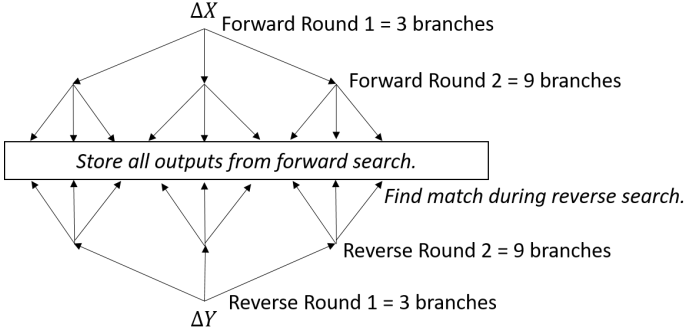 ΔX
Forward Round 1 = 3 branches
Forward Round 2 = 9 branches
Store all outputs from forward search.
Find match during reverse search.
Reverse Round 2 = 9 branches
Reverse Round 1 = 3 branches
ΔY